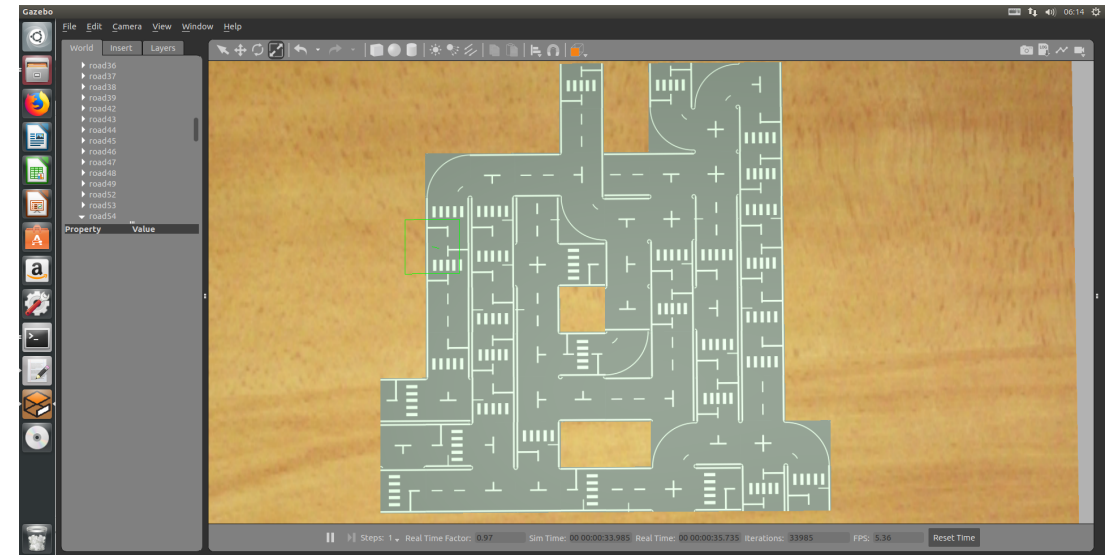 Gazebo
06:14
File Edit Camera View Window Help
World Insert Layers
road36
road37
road38
road39
road42
road43
road44
road45
road46
road47
road48
road49
road52
road53
road54
Property Value
Steps: 1 Real Time Factor: 0.97 Sim Time: 00 00:00:33.985 Real Time: 00 00:00:35.735 Iterations: 33985 FPS: 5.36 Reset Time